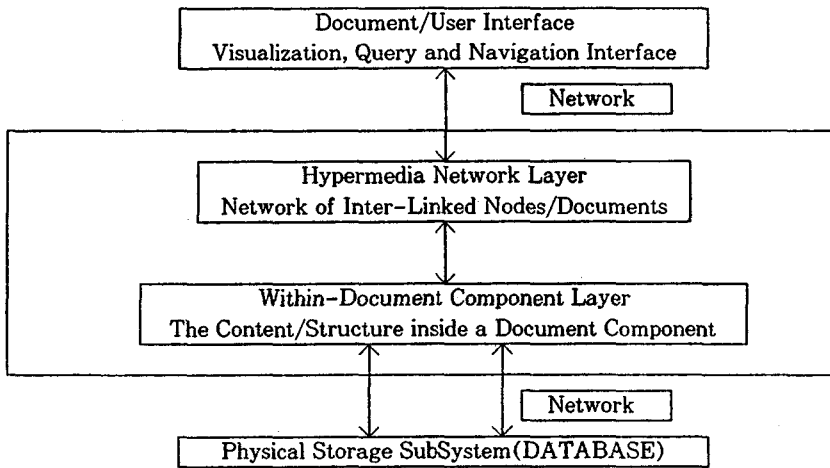 Document/User Interface
Visualization, Query and Navigation Interface
Network
Hypermedia Network Layer
Network of Inter-Linked Nodes/Documents
Within-Document Component Layer
The Content/Structure inside a Document Component
Network
Physical Storage SubSystem(DATABASE)